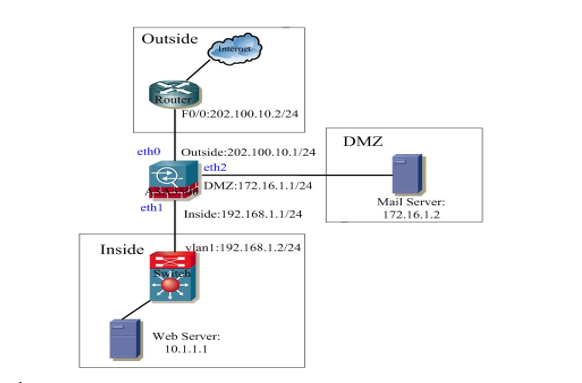 Outside
Internet
Router
F0/0:202.100.10.2/24
eth0
Outside:202.100.10.1/24
eth2
DMZ
DMZ:172.16.1.1/24
Mail Server:
172.16.1.2
eth1
Inside:192.168.1.1/24
Inside
vlan1:192.168.1.2/24
Switch
Web Server:
10.1.1.1